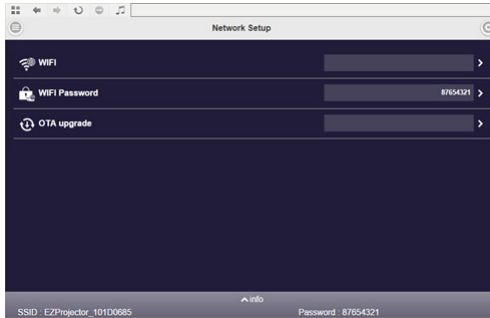 Network Setup
WIFI
WIFI Password 87654321
OTA upgrade
info
SSID : EZProjector_101D0685 Password : 87654321